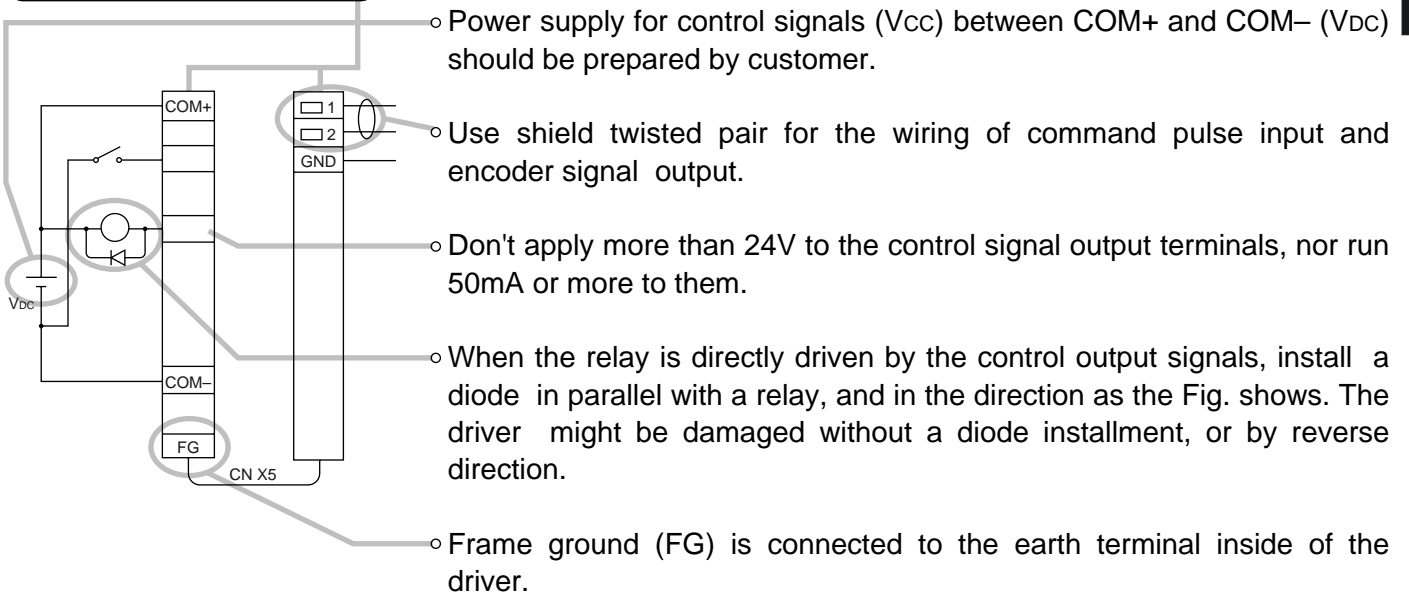 Power supply for control signals (VCC) between COM+ and COM– (VDC)
should be prepared by customer.
COM+
1
2
GND
Use shield twisted pair for the wiring of command pulse input and
encoder signal output.
Don't apply more than 24V to the control signal output terminals, nor run
50mA or more to them.
VDC
When the relay is directly driven by the control output signals, install a
diode in parallel with a relay, and in the direction as the Fig. shows. The
driver might be damaged without a diode installment, or by reverse
direction.
COM–
FG
CN X5
Frame ground (FG) is connected to the earth terminal inside of the
driver.